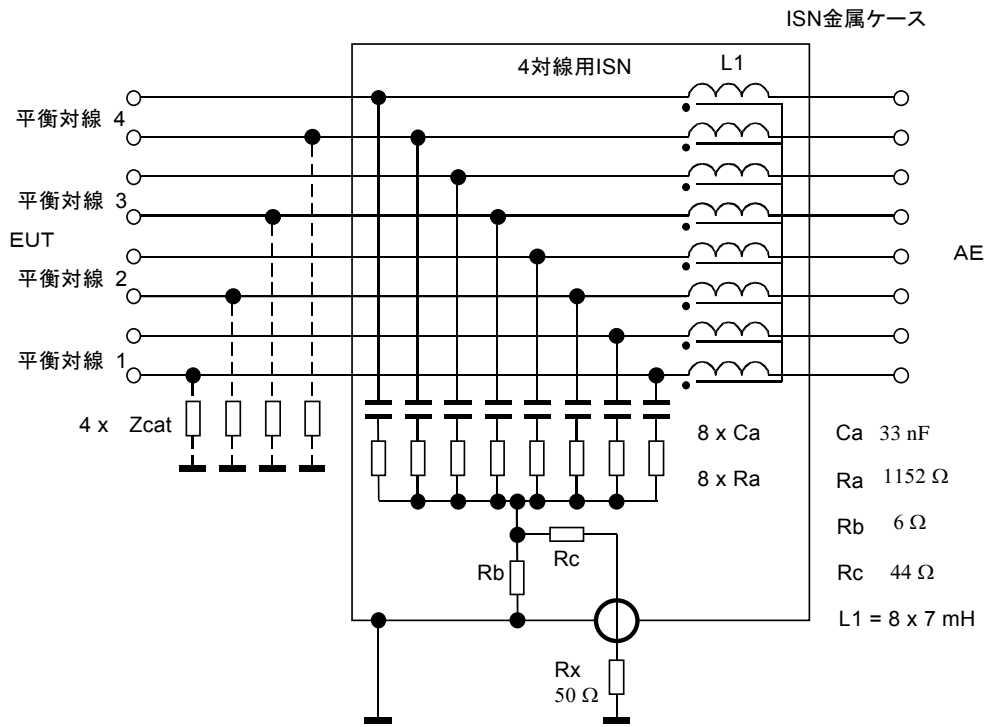 ISN金属ケース
4対線用ISN
L1
平衡対線 4
平衡対線 3
EUT
AE
平衡対線 2
平衡対線 1
4 x Zcat
8 x Ca
8 x Ra
Ca 33 nF
Ra 1152 Ω
Rb 6 Ω
Rc 44 Ω
L1 = 8 x 7 mH
Rc
Rb
Rx
50 Ω